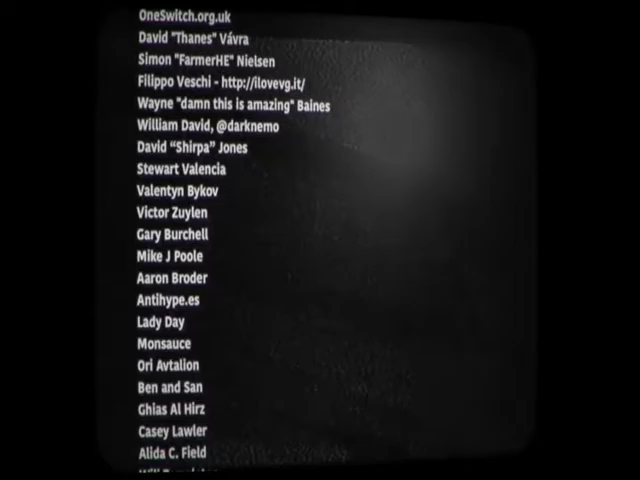 OneSwitch.org.uk
David "Thanes" Vávra
Simon "FarmerHE" Nielsen
Filippo Veschi - http://ilovevg.it/
Wayne "damn this is amazing" Baines
William David, @darknemo
David “Shirpa” Jones
Stewart Valencia
Valentyn Bykov
Victor Zuylen
Gary Burchell
Mike J Poole
Aaron Broder
Antihype.es
Lady Day
Monsauce
Ori Avtalion
Ben and San
Ghias Al Hirz
Casey Lawler
Alida C. Field